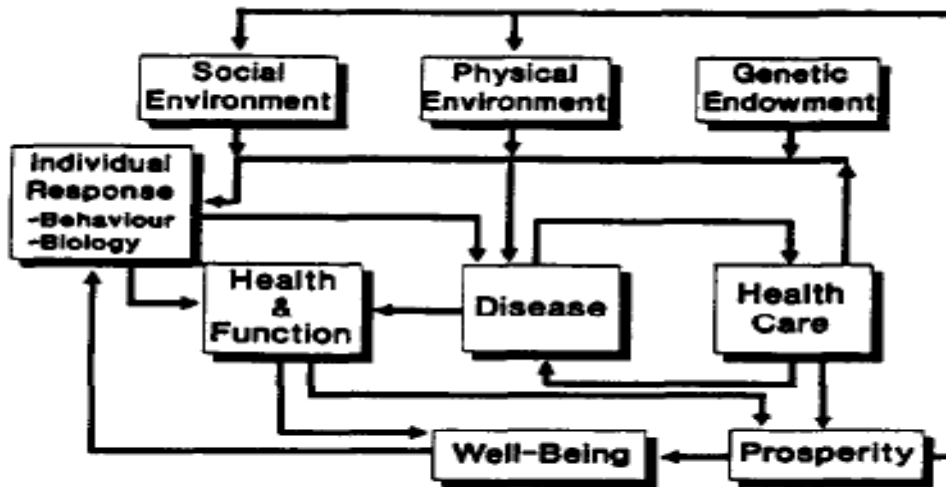 Social
Environment
Physical
Environment
Genetic
Endowment
Individual
Response
-Behaviour
-Biology
Health
&
Function
Disease
Health
Care
Well-Being
Prosperity